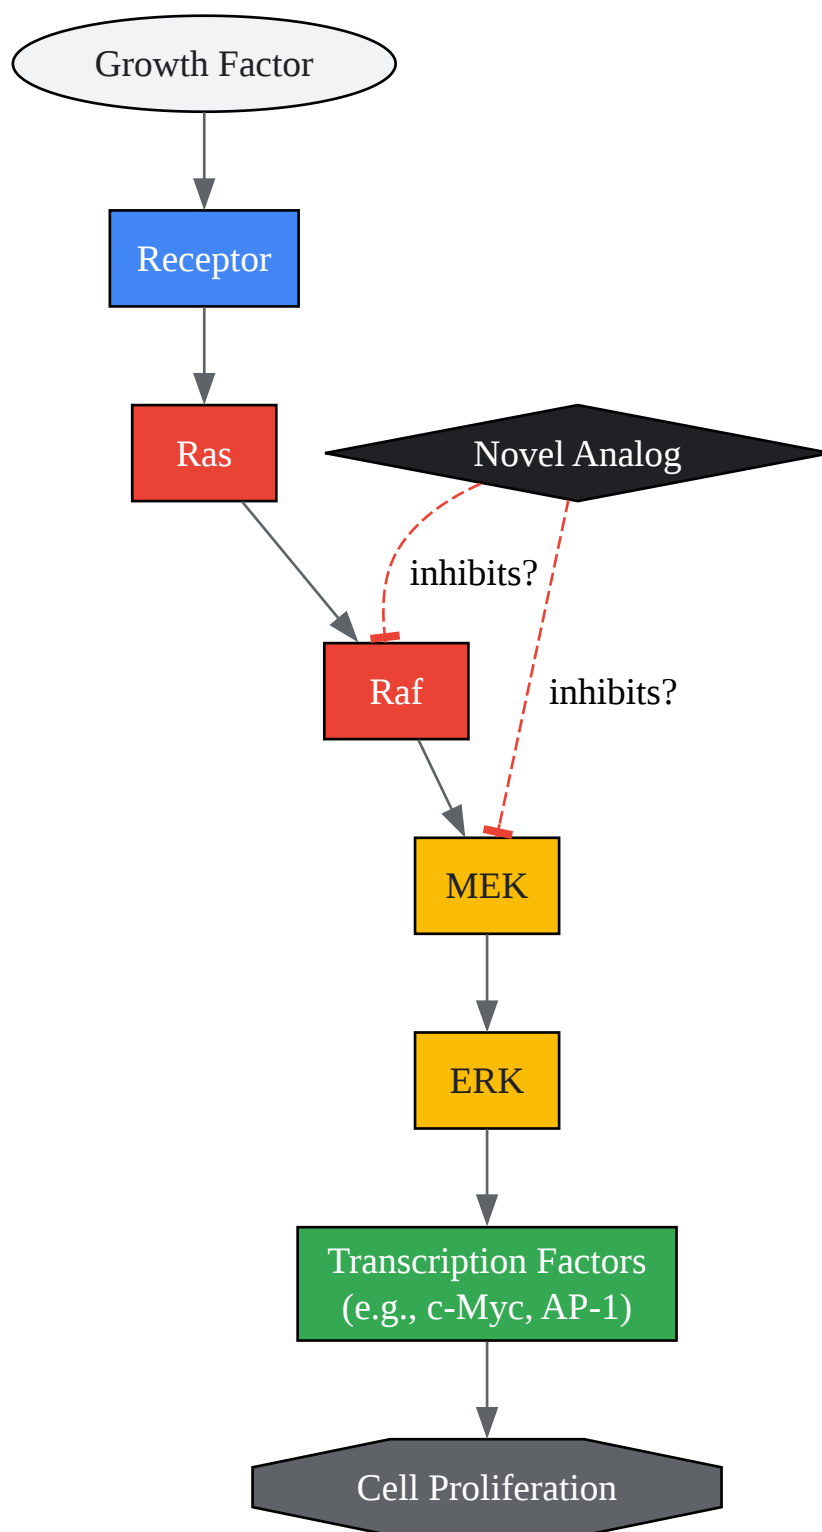 Growth Factor
Receptor
Ras
Novel Analog
inhibits?
Raf
inhibits?
MEK
ERK
Transcription Factors
(e.g., c-Myc, AP-1)
Cell Proliferation